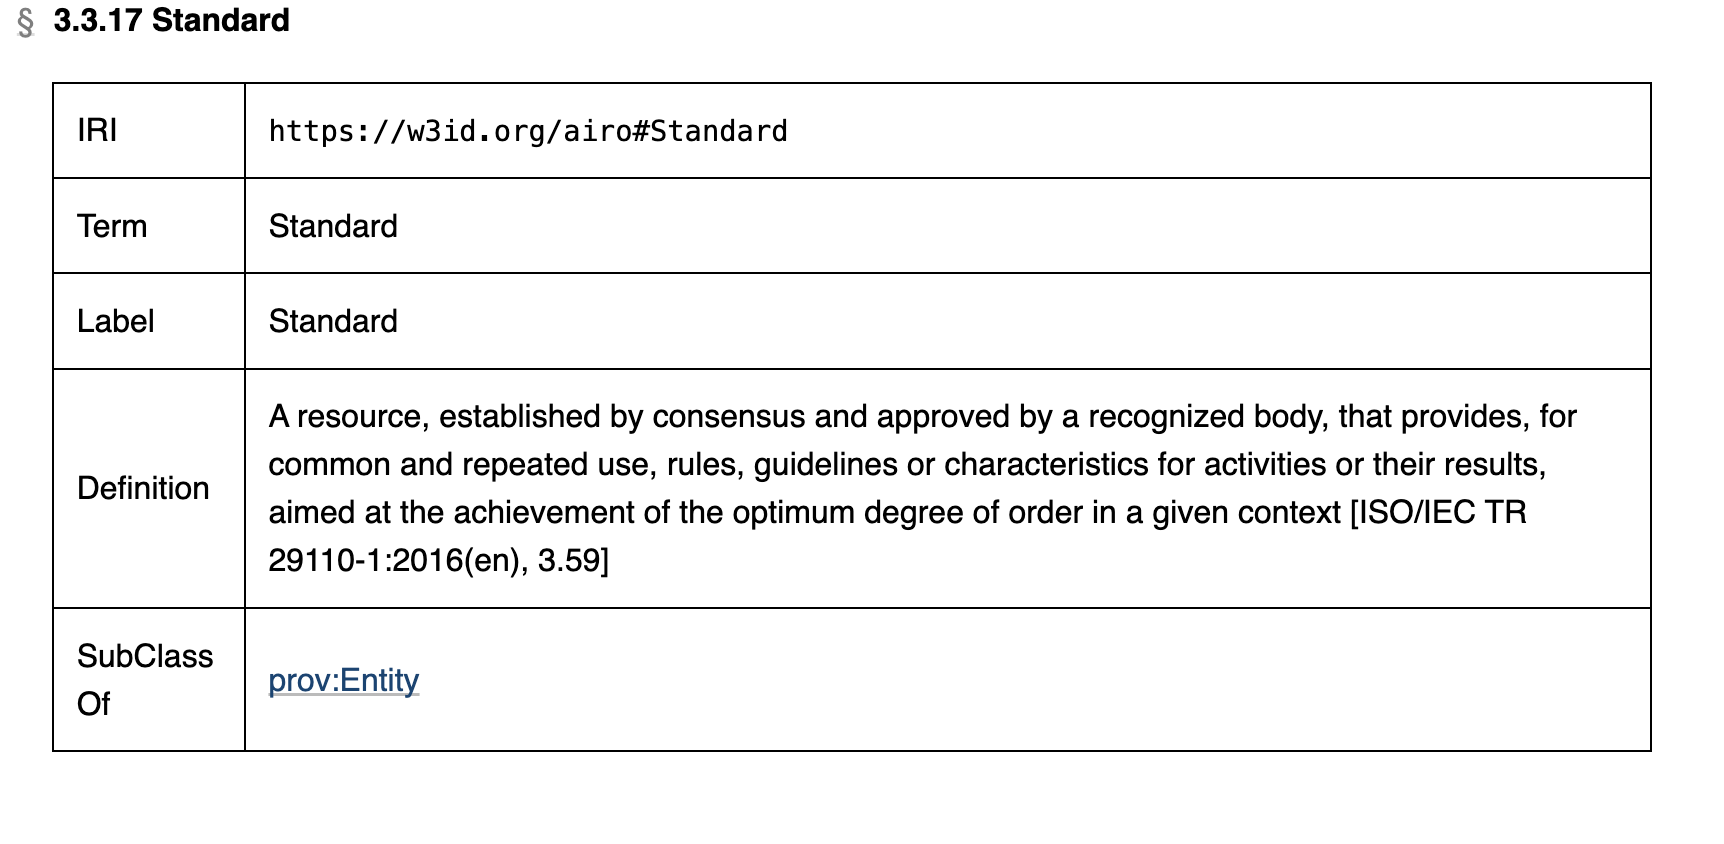 § 3.3.17 Standard
IRI
https://w3id.org/airo#Standard
Term
Standard
Label
Standard
Definition
A resource, established by consensus and approved by a recognized body, that provides, for
common and repeated use, rules, guidelines or characteristics for activities or their results,
aimed at the achievement of the optimum degree of order in a given context [ISO/IEC TR
29110-1:2016(en), 3.59]
SubClass
Of
prov:Entity